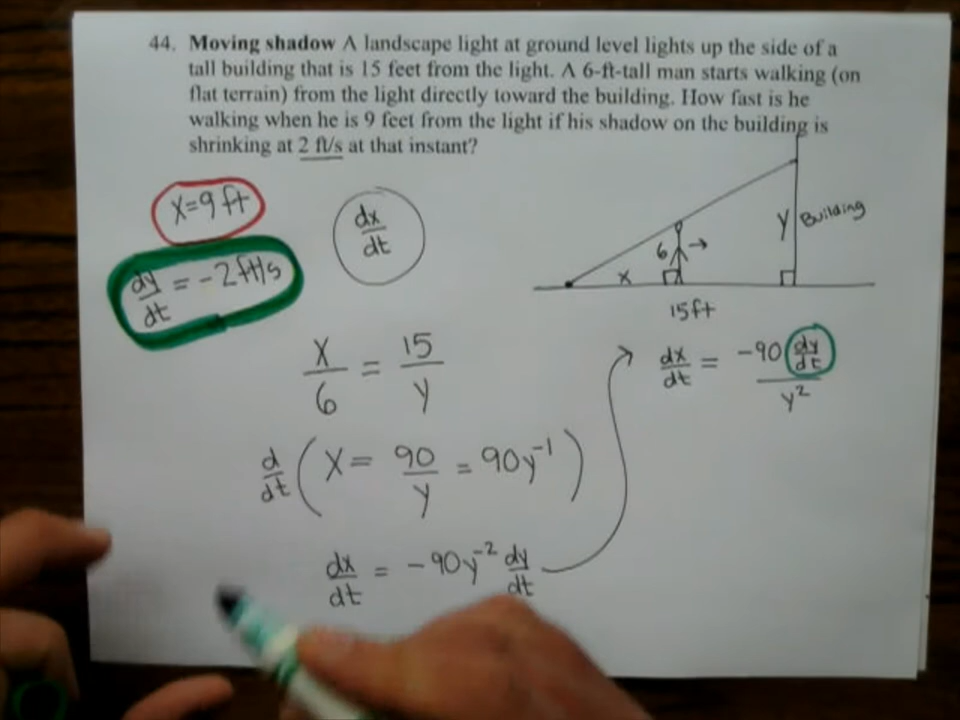 44. Moving shadow A landscape light at ground level lights up the side of a
tall building that is 15 feet from the light. A 6-ft-tall man starts walking (on
flat terrain) from the light directly toward the building. How fast is he
walking when he is 9 feet from the light if his shadow on the building is
shrinking at 2 ft/s at that instant?
x=9ft
dy/dt = -2ft/s
dx/dt
6
x
y Building
15ft
x/6 = 15/y
d/dt (x = 90/y = 90y^-1)
dx/dt = -90y^-2 dy/dt
dx/dt = -90 dy/dt / y^2